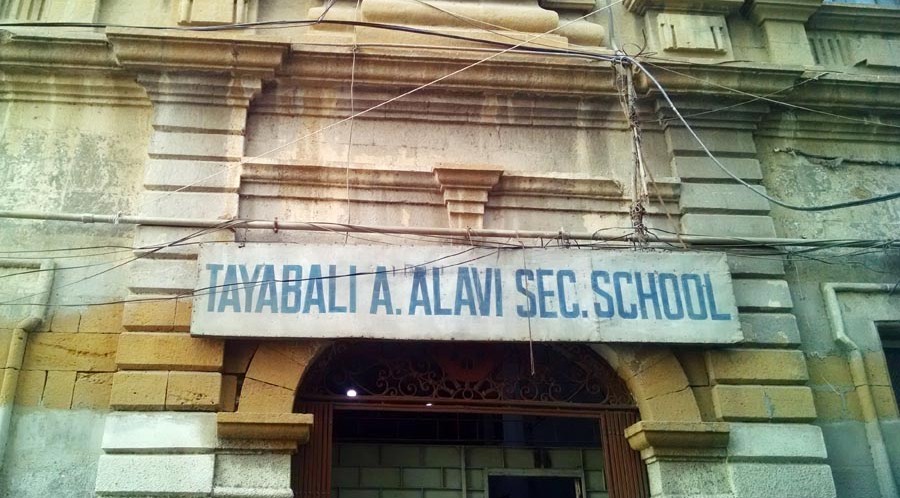 TAYABALI A. ALAVI SEC. SCHOOL